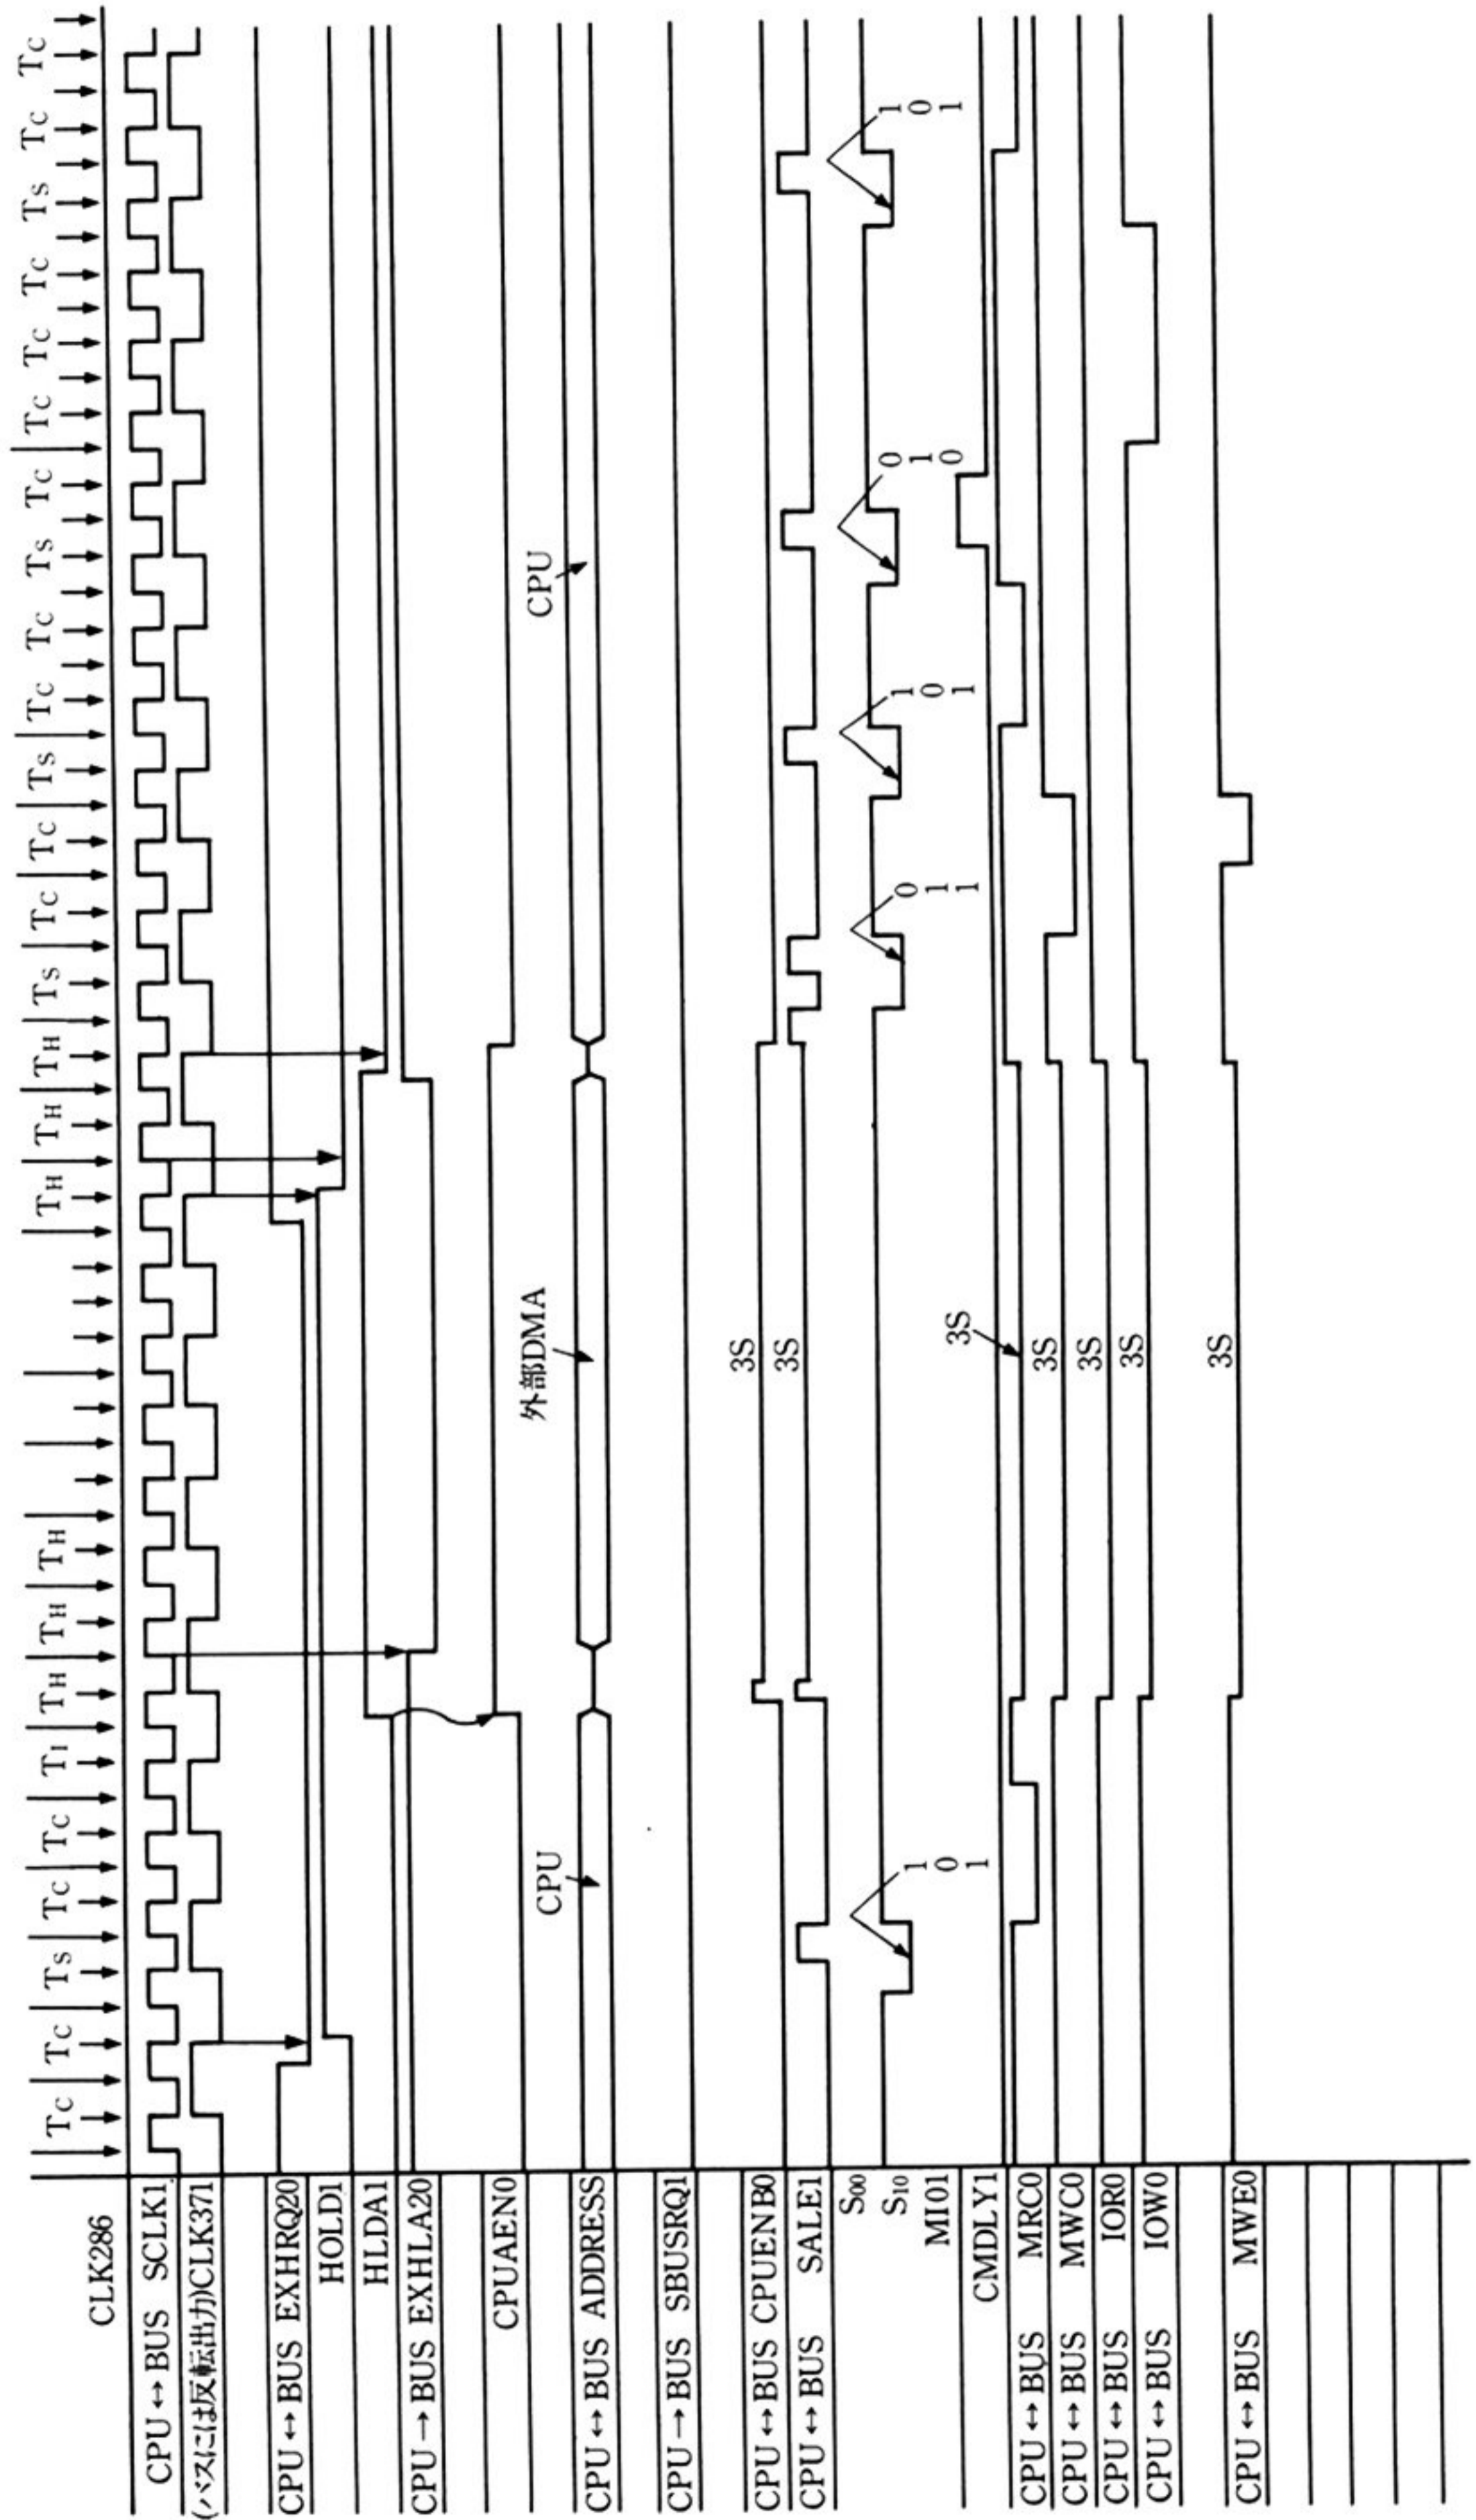 CLK286 Tc Tc Ts Tc Tc TI TH TH TH TH TH TH Ts Tc Tc Ts Tc Tc Ts Tc Tc Tc Tc Ts Tc Tc
CPU↔BUS SCLK1
(バスには反転出力)CLK371
CPU↔BUS EXHRQ20
HOLD1
HLDA1
CPU→BUS EXHLA20
CPUAEN0
CPU 外部DMA CPU
CPU↔BUS ADDRESS
CPU→BUS SBUSRQ1
CPU↔BUS CPUENB0 3S
CPU↔BUS SALE1 3S
S00 1 0 1 0 1
S10 0 1 0 1 0
MIO1 1 1 1 0 1
CMDLY1
CPU↔BUS MRC0 3S
CPU↔BUS MWC0 3S
CPU↔BUS IOR0 3S
CPU↔BUS IOW0 3S
CPU↔BUS MWE0 3S